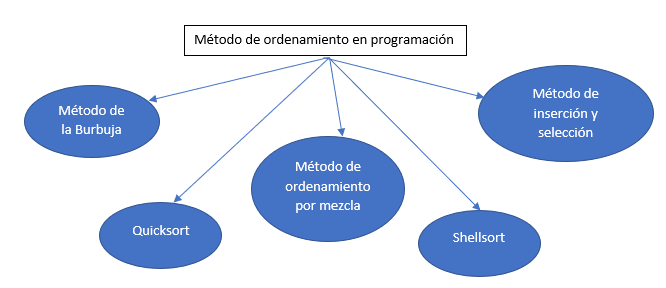 Método de ordenamiento en programación
Método de
la Burbuja
Método de
inserción y
selección
Método de
ordenamiento
por mezcla
Quicksort
Shellsort